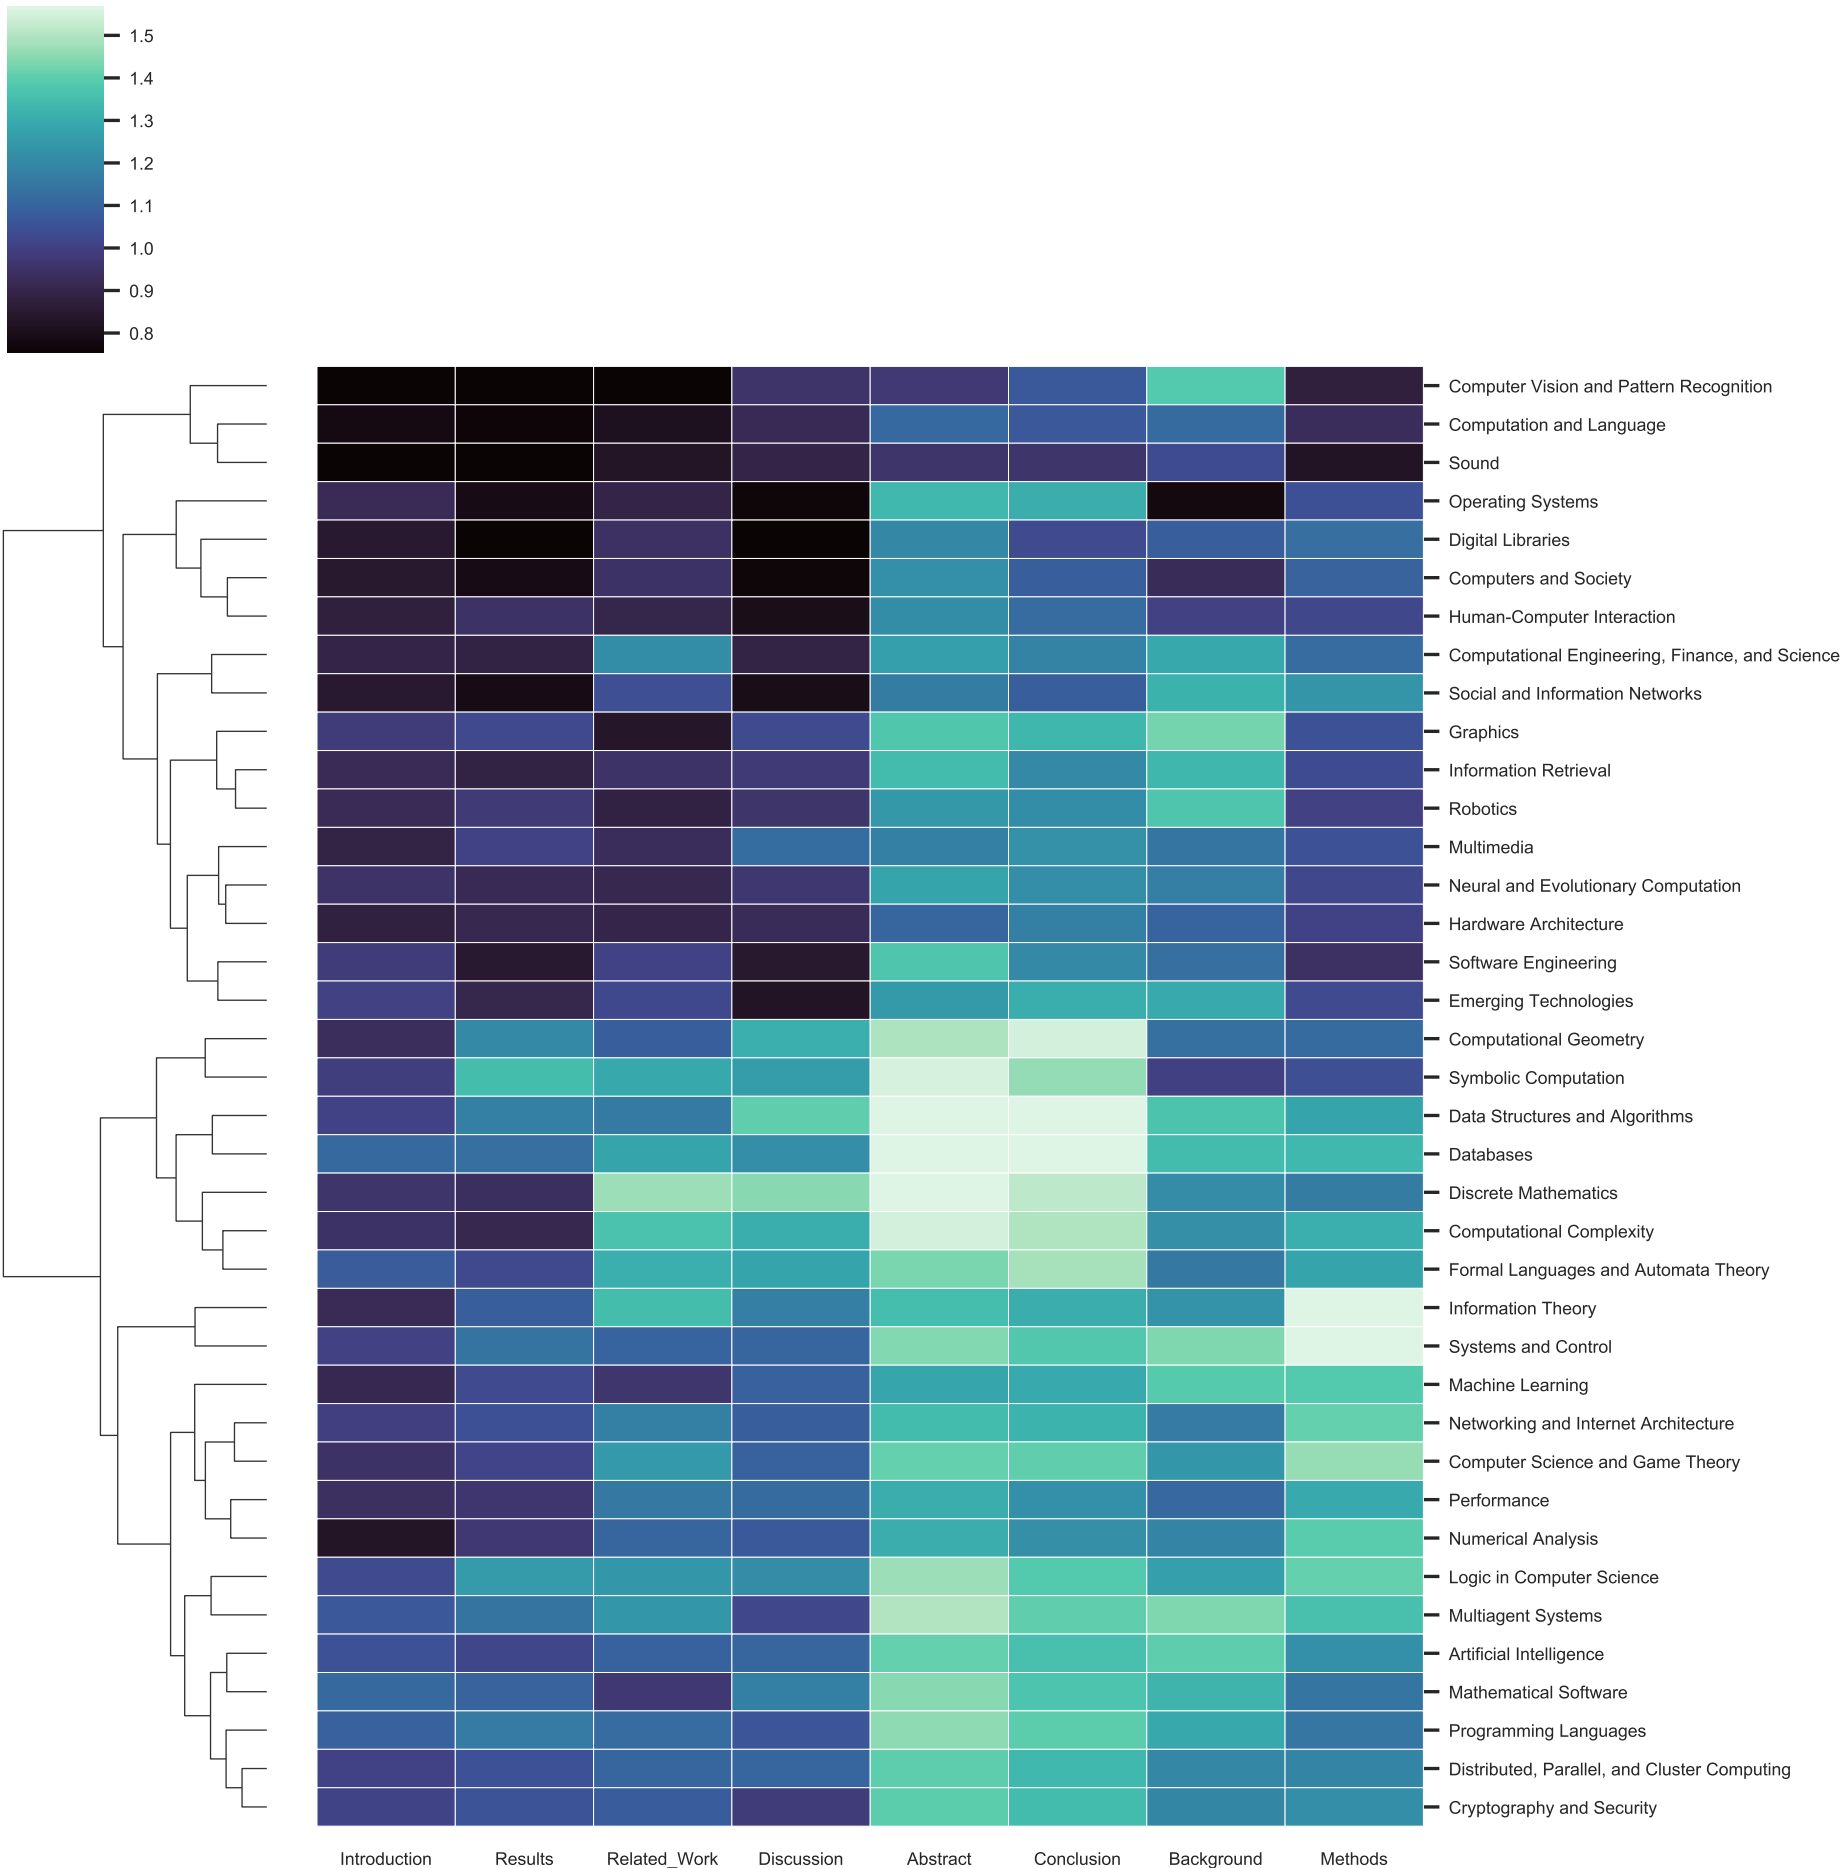 1.5
1.4
1.3
1.2
1.1
1.0
0.9
0.8
Computer Vision and Pattern Recognition
Computation and Language
Sound
Operating Systems
Digital Libraries
Computers and Society
Human-Computer Interaction
Computational Engineering, Finance, and Science
Social and Information Networks
Graphics
Information Retrieval
Robotics
Multimedia
Neural and Evolutionary Computation
Hardware Architecture
Software Engineering
Emerging Technologies
Computational Geometry
Symbolic Computation
Data Structures and Algorithms
Databases
Discrete Mathematics
Computational Complexity
Formal Languages and Automata Theory
Information Theory
Systems and Control
Machine Learning
Networking and Internet Architecture
Computer Science and Game Theory
Performance
Numerical Analysis
Logic in Computer Science
Multiagent Systems
Artificial Intelligence
Mathematical Software
Programming Languages
Distributed, Parallel, and Cluster Computing
Cryptography and Security
Introduction Results Related_Work Discussion Abstract Conclusion Background Methods